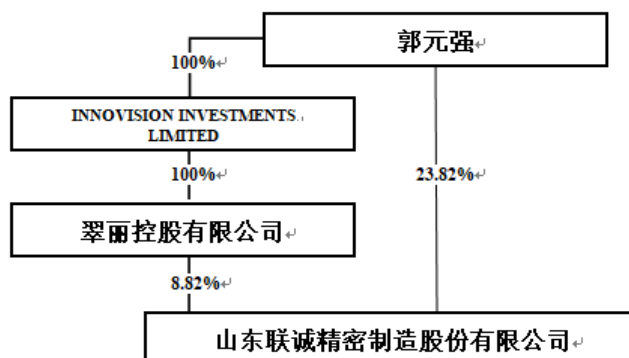 郭元强
100%
INNOVISION INVESTMENTS
LIMITED
100%
23.82%
翠丽控股有限公司
8.82%
山东联诚精密制造股份有限公司